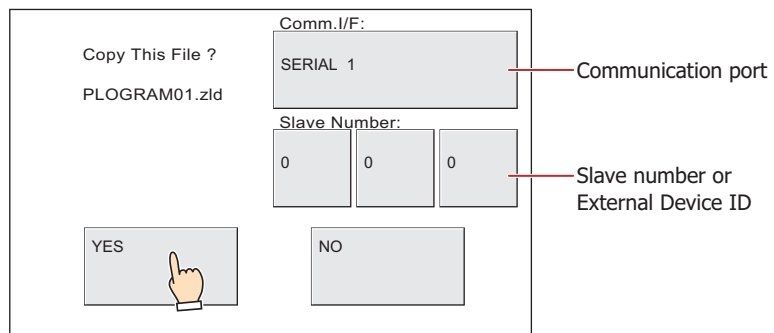 Comm.I/F:
Copy This File ?
SERIAL 1
Communication port
PLOGRAM01.zld
Slave Number:
0 0 0
Slave number or
External Device ID
YES NO